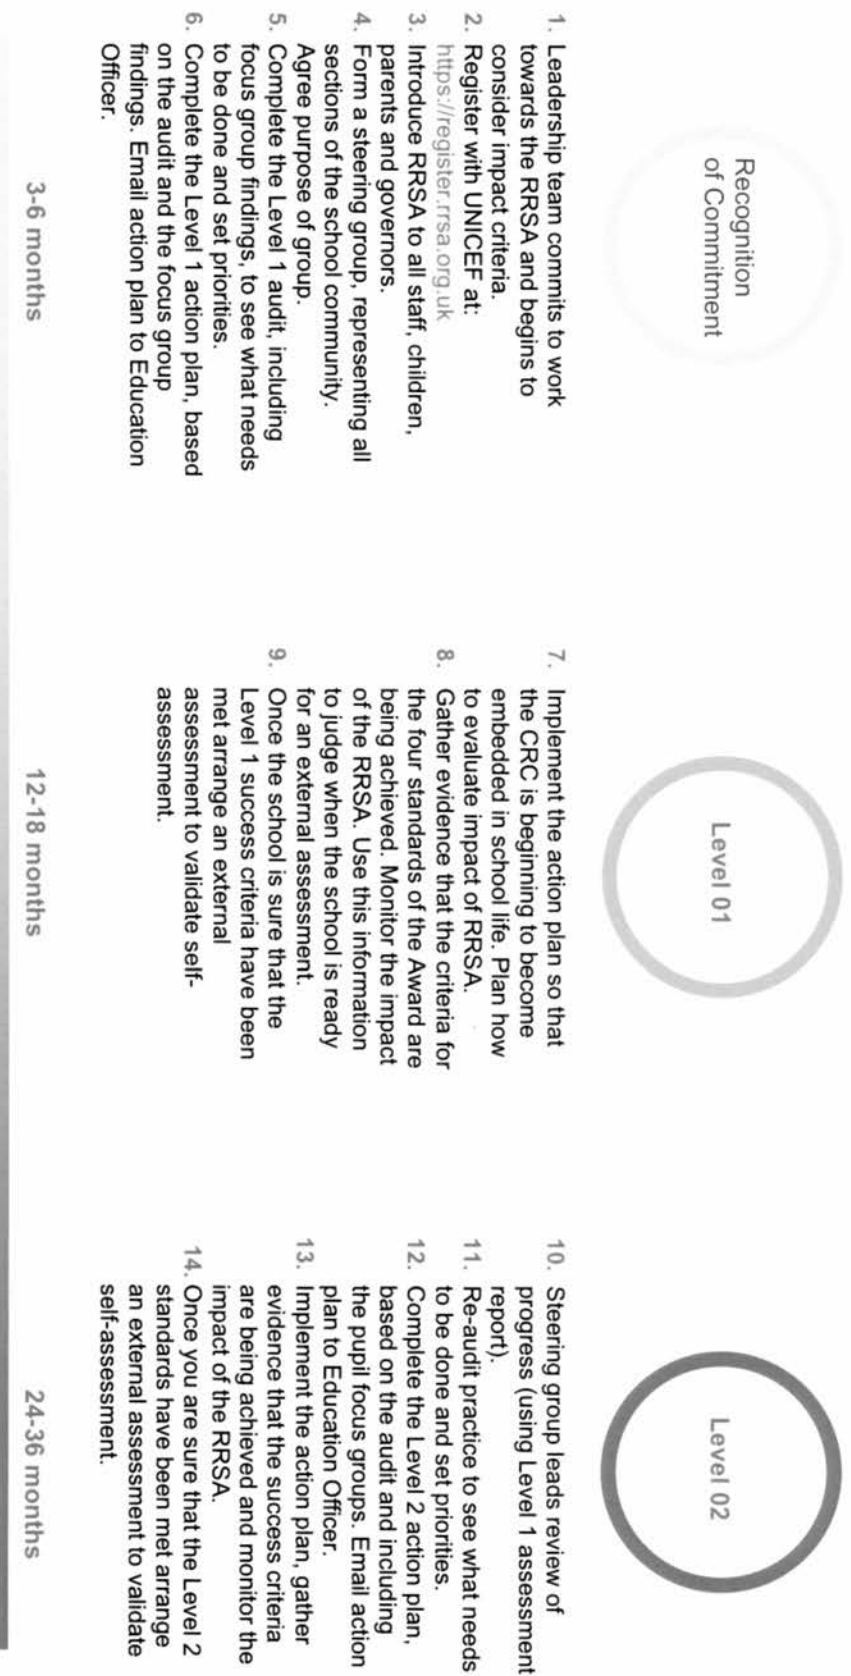 Recognition
of Commitment
1. Leadership team commits to work
towards the RRSA and begins to
consider impact criteria.
2. Register with UNICEF at:
https://register.rrsa.org.uk
3. Introduce RRSA to all staff, children,
parents and governors.
4. Form a steering group, representing all
sections of the school community.
Agree purpose of group.
5. Complete the Level 1 audit, including
focus group findings, to see what needs
to be done and set priorities.
6. Complete the Level 1 action plan, based
on the audit and the focus group
findings. Email action plan to Education
Officer.
3-6 months
Level 01
7. Implement the action plan so that
the CRC is beginning to become
embedded in school life. Plan how
to evaluate impact of RRSA.
8. Gather evidence that the criteria for
the four standards of the Award are
being achieved. Monitor the impact
of the RRSA. Use this information
to judge when the school is ready
for an external assessment.
9. Once the school is sure that the
Level 1 success criteria have been
met arrange an external
assessment to validate self-
assessment.
12-18 months
Level 02
10. Steering group leads review of
progress (using Level 1 assessment
report).
11. Re-audit practice to see what needs
to be done and set priorities.
12. Complete the Level 2 action plan,
based on the audit and including
the pupil focus groups. Email action
plan to Education Officer.
13. Implement the action plan, gather
evidence that the success criteria
are being achieved and monitor the
impact of the RRSA.
14. Once you are sure that the Level 2
standards have been met arrange
an external assessment to validate
self-assessment.
24-36 months